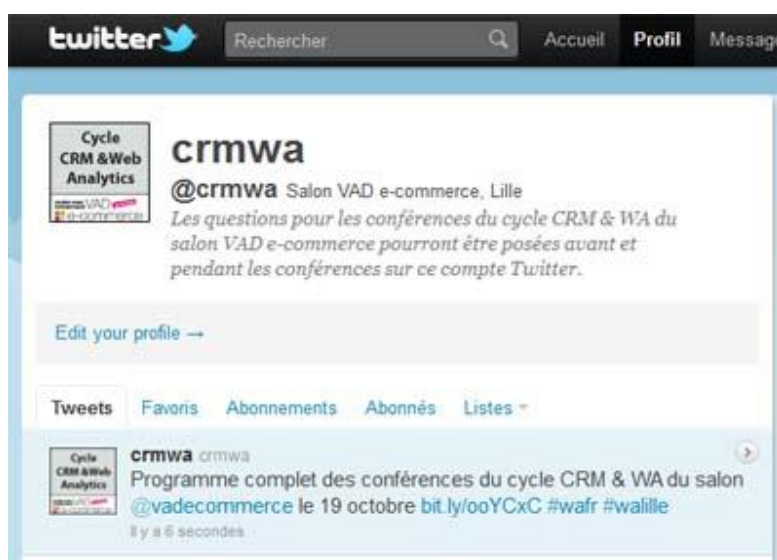 twitter Rechercher Accueil Profil Messag
Cycle
CRM &Web
Analytics
VAD
e-commerce
crmwa
@crmwa Salon VAD e-commerce, Lille
Les questions pour les conférences du cycle CRM & WA du
salon VAD e-commerce pourront être posées avant et
pendant les conférences sur ce compte Twitter.
Edit your profile →
Tweets Favoris Abonnements Abonnés Listes
Cycle
CRM &Web
Analytics
crmwa crmwa
Programme complet des conférences du cycle CRM & WA du salon
@vadecommerce le 19 octobre bit.ly/ooYCxC #wafr #walille
Il y a 6 secondes